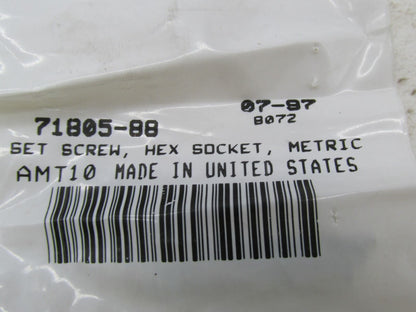 07-97
71805-88
B072
SET SCREW, HEX SOCKET, METRIC
AMT10 MADE IN UNITED STATES